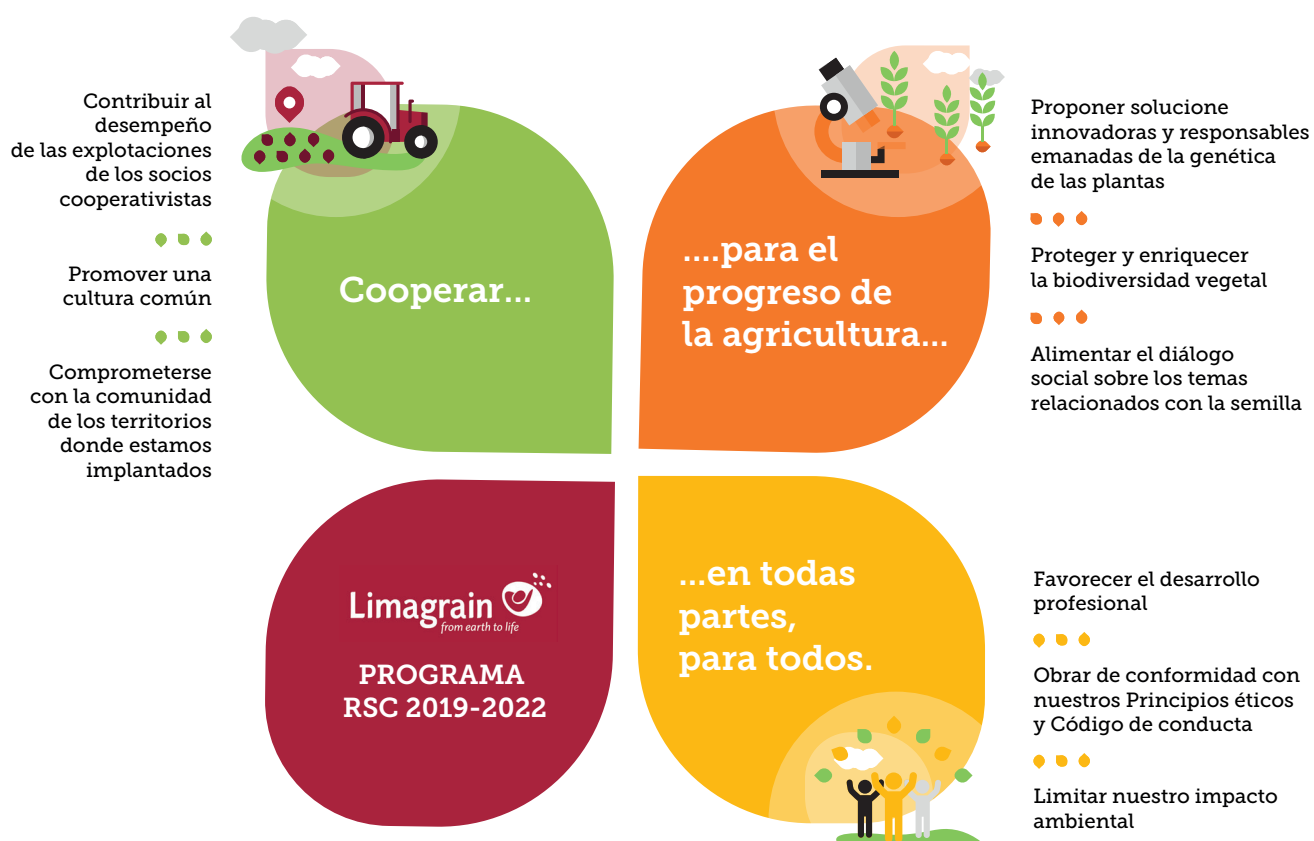 Contribuir al
desempeño
de las explotaciones
de los socios
cooperativistas
Promover una
cultura común
Comprometerse
con la comunidad
de los territorios
donde estamos
implantados
Cooperar...
....para el
progreso de
la agricultura...
Proponer solucione
innovadoras y responsables
emanadas de la genética
de las plantas
Proteger y enriquecer
la biodiversidad vegetal
Alimentar el diálogo
social sobre los temas
relacionados con la semilla
Limagrain
from earth to life
PROGRAMA
RSC 2019-2022
...en todas
partes,
para todos.
Favorecer el desarrollo
profesional
Obrar de conformidad con
nuestros Principios éticos
y Código de conducta
Limitar nuestro impacto
ambiental